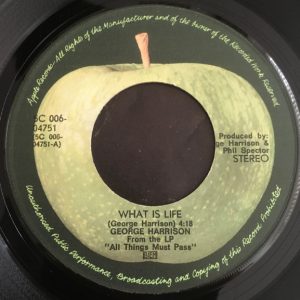 Apple Records · All Rights of the Manufacturer and of the Owner of the Recorded Work Reserved
5C 006-
04751
(5C 006-
04751-A)
Produced by:
ge Harrison &
Phil Spector
STEREO
WHAT IS LIFE
(George Harrison) 4:18
GEORGE HARRISON
From the LP
"All Things Must Pass"
Unauthorised Public Performance, Broadcasting and Copying of this Record Prohibited